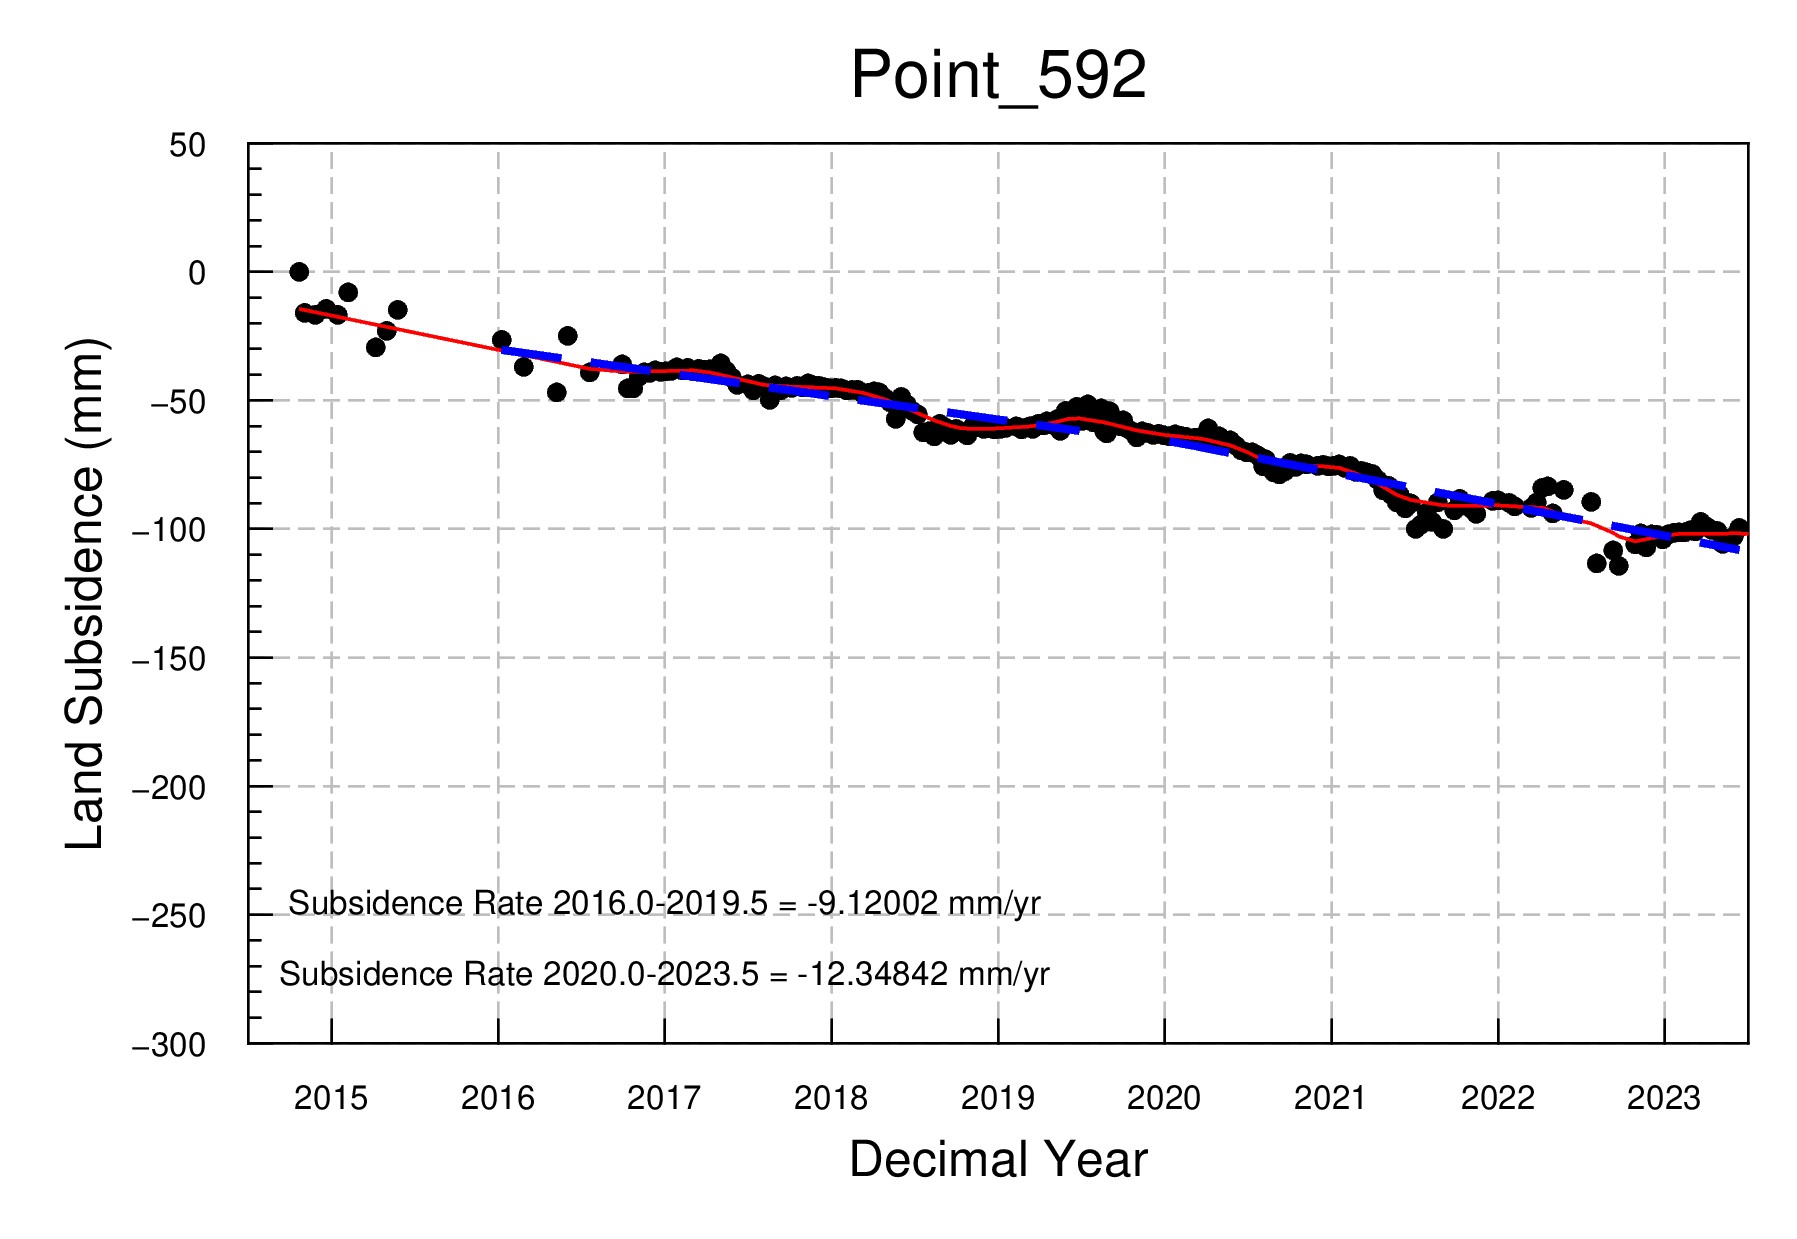 Point_592
50
0
−50
−100
−150
−200
−250
−300
Land Subsidence (mm)
Subsidence Rate 2016.0-2019.5 = -9.12002 mm/yr
Subsidence Rate 2020.0-2023.5 = -12.34842 mm/yr
2015 2016 2017 2018 2019 2020 2021 2022 2023
Decimal Year